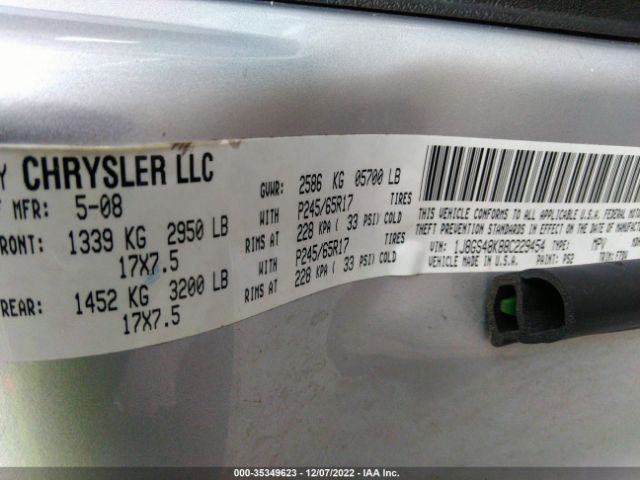 Y CHRYSLER LLC
MFR: 5-08
GVWR: 2586 KG 05700 LB
FRONT: 1339 KG 2950 LB
WITH P245/65R17 TIRES
17X7.5
RIMS AT 228 KPA ( 33 PSI) COLD
REAR: 1452 KG 3200 LB
WITH P245/65R17 TIRES
17X7.5
RIMS AT 228 KPA ( 33 PSI) COLD
THIS VEHICLE CONFORMS TO ALL APPLICABLE U.S.A. FEDERAL
THEFT PREVENTION STANDARDS IN EFFECT ON THE DATE OF MANUFAC
VIN: 1J8GS48K88C229454 TYPE: MPV
VEHICLE MADE IN U.S.A. PAINT: PS2 TRIM:
000-35349623 - 12/07/2022 - IAA Inc.